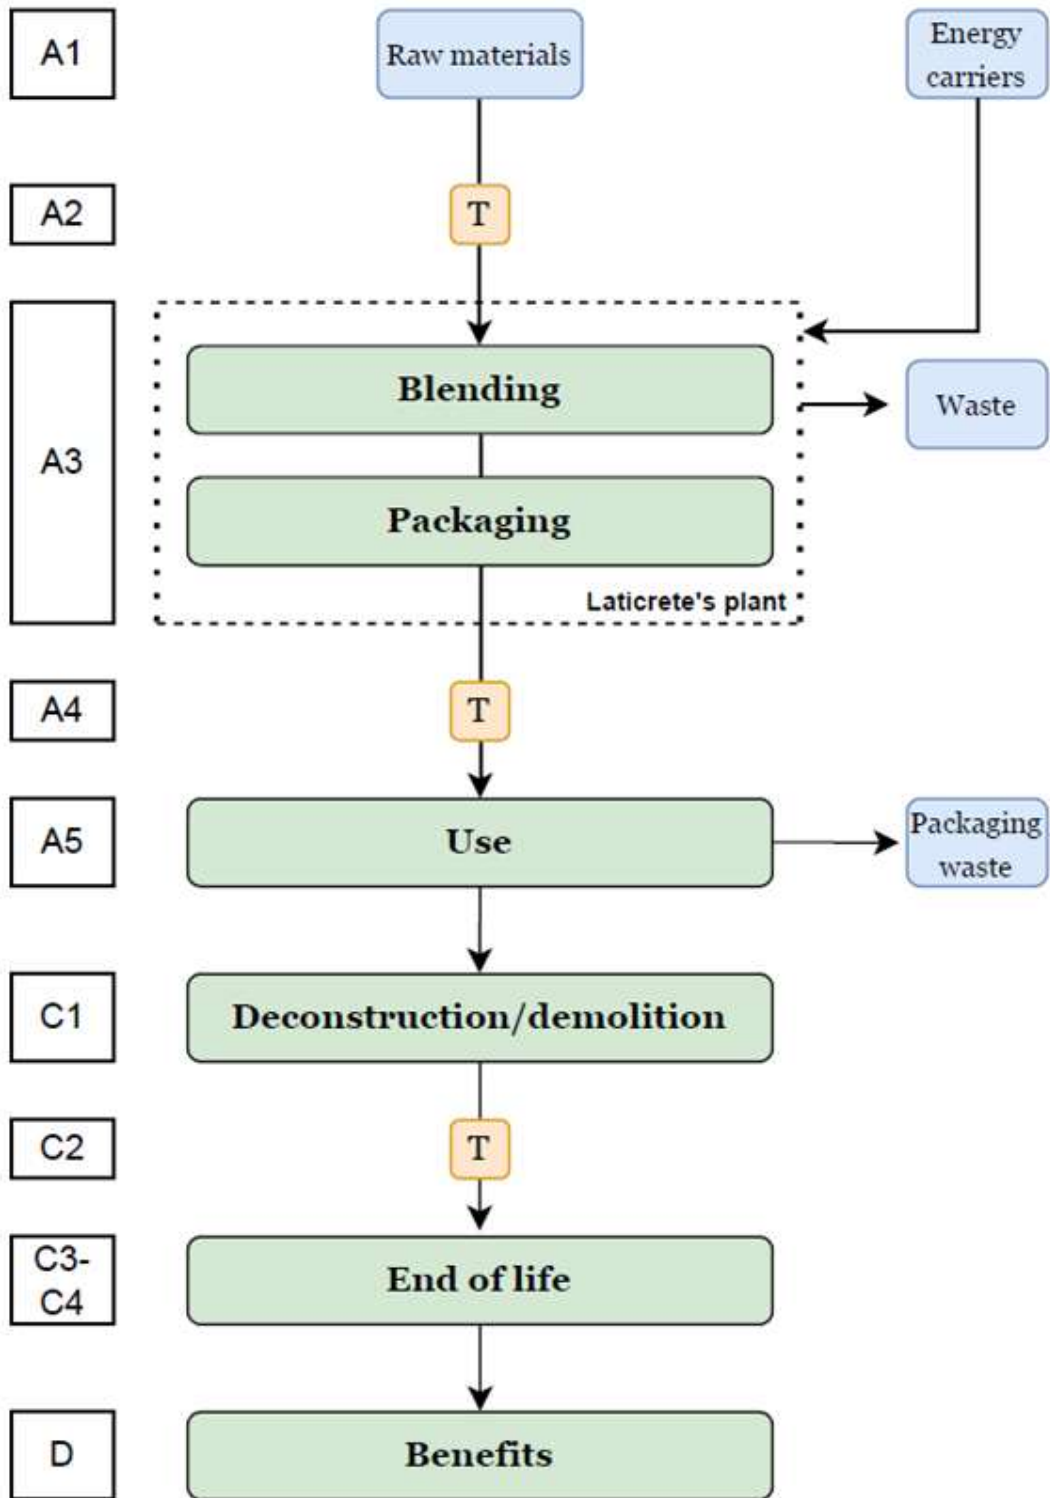 A1
Raw materials
Energy
carriers
A2
T
A3
Blending
Waste
Packaging
Laticrete's plant
A4
T
A5
Use
Packaging
waste
C1
Deconstruction/demolition
C2
T
C3-
C4
End of life
D
Benefits